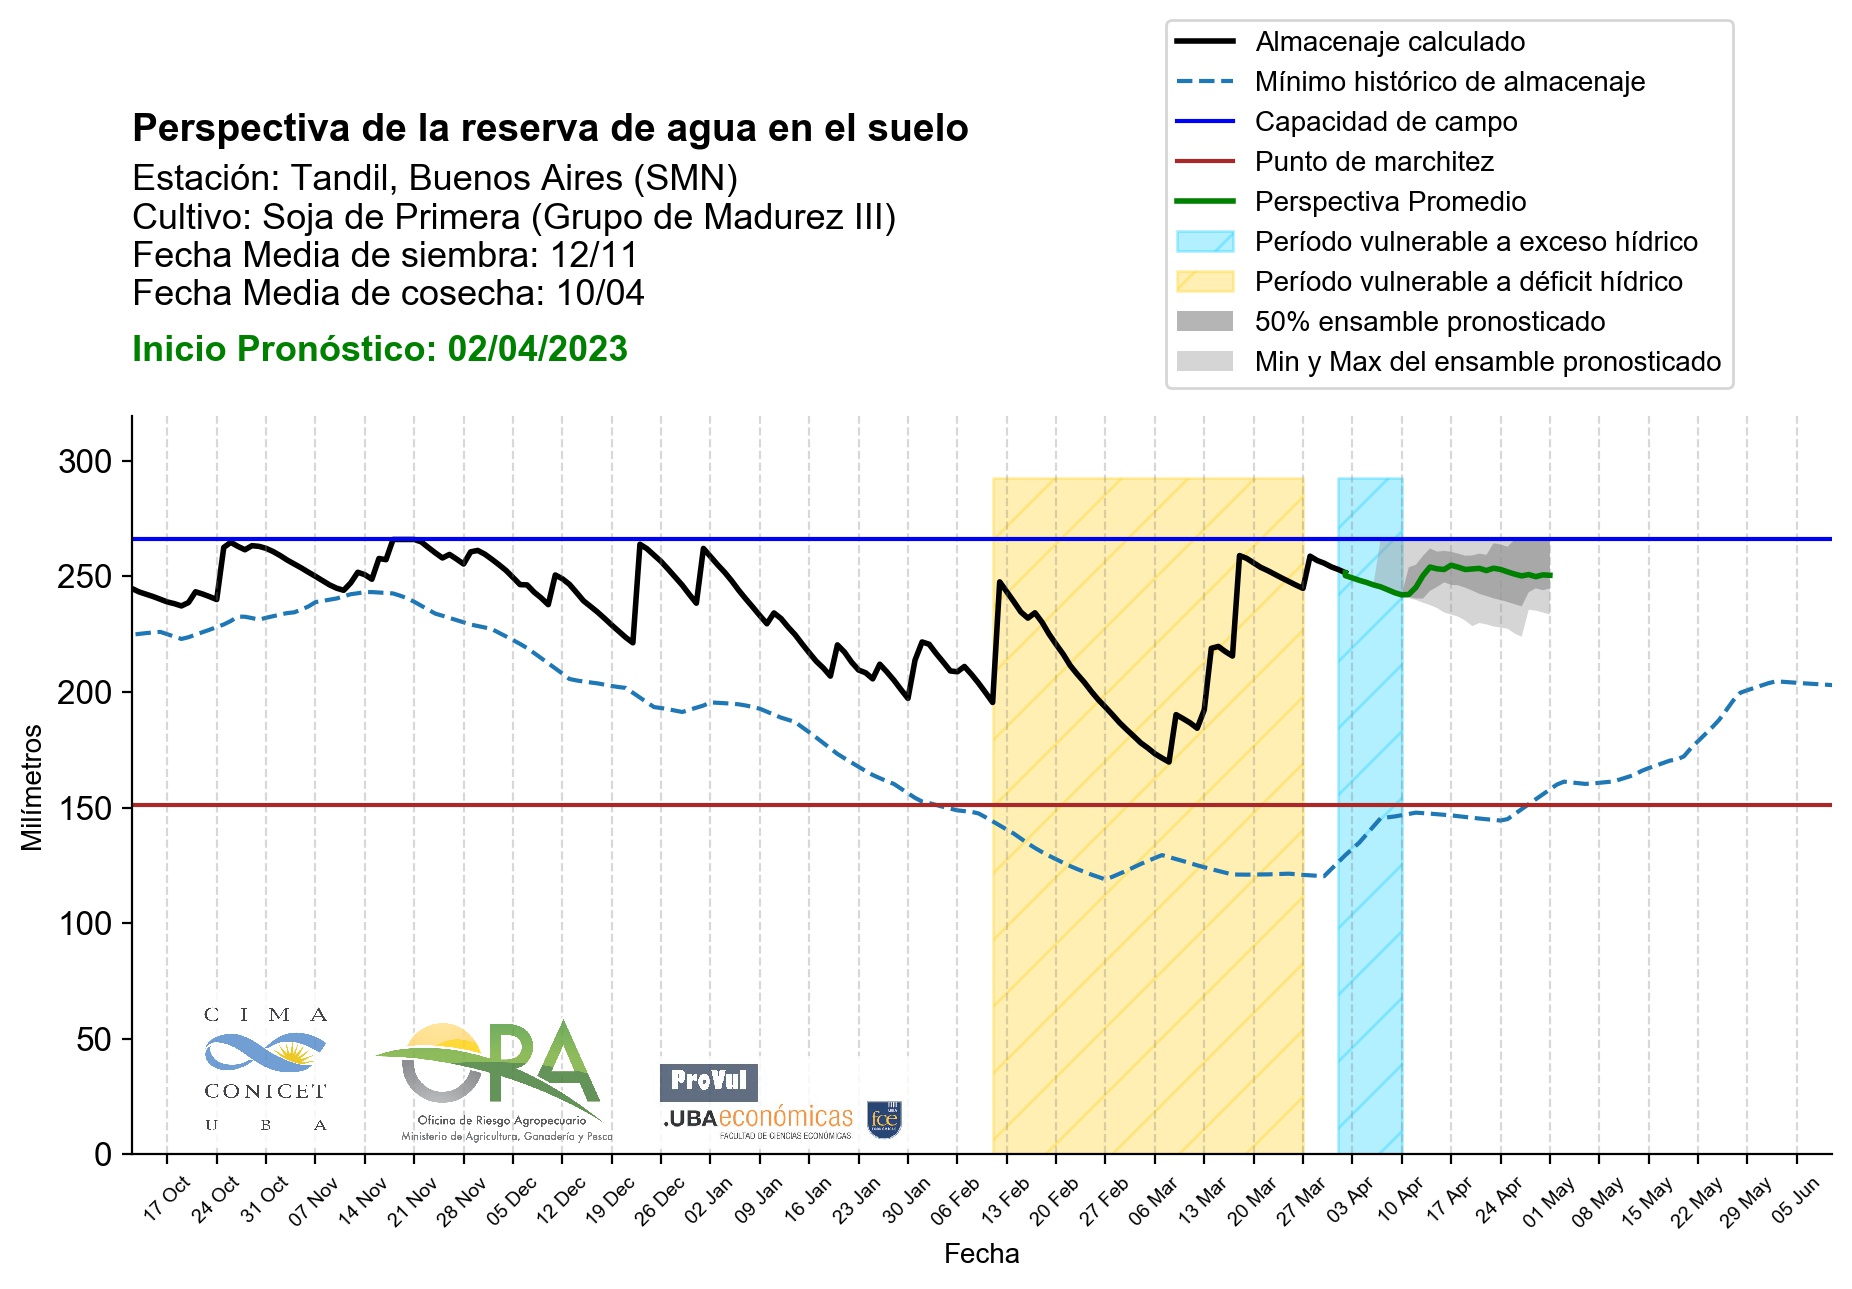 Almacenaje calculado
Mínimo histórico de almacenaje
Capacidad de campo
Punto de marchitez
Perspectiva Promedio
Período vulnerable a exceso hídrico
Período vulnerable a déficit hídrico
50% ensamble pronosticado
Min y Max del ensamble pronosticado
Perspectiva de la reserva de agua en el suelo
Estación: Tandil, Buenos Aires (SMN)
Cultivo: Soja de Primera (Grupo de Madurez III)
Fecha Media de siembra: 12/11
Fecha Media de cosecha: 10/04
Inicio Pronóstico: 02/04/2023
300
250
200
150
100
50
0
Milímetros
CIMA
CONICET
UBA
ORA
Oficina de Riesgo Agropecuario
Ministerio de Agricultura, Ganadería y Pesca
ProVul
.UBAeconómicas
FACULTAD DE CIENCIAS ECONÓMICAS
fce
17 Oct
24 Oct
31 Oct
07 Nov
14 Nov
21 Nov
28 Nov
05 Dec
12 Dec
19 Dec
26 Dec
02 Jan
09 Jan
16 Jan
23 Jan
30 Jan
06 Feb
13 Feb
20 Feb
27 Feb
06 Mar
13 Mar
20 Mar
27 Mar
03 Apr
10 Apr
17 Apr
24 Apr
01 May
08 May
15 May
22 May
29 May
05 Jun
Fecha